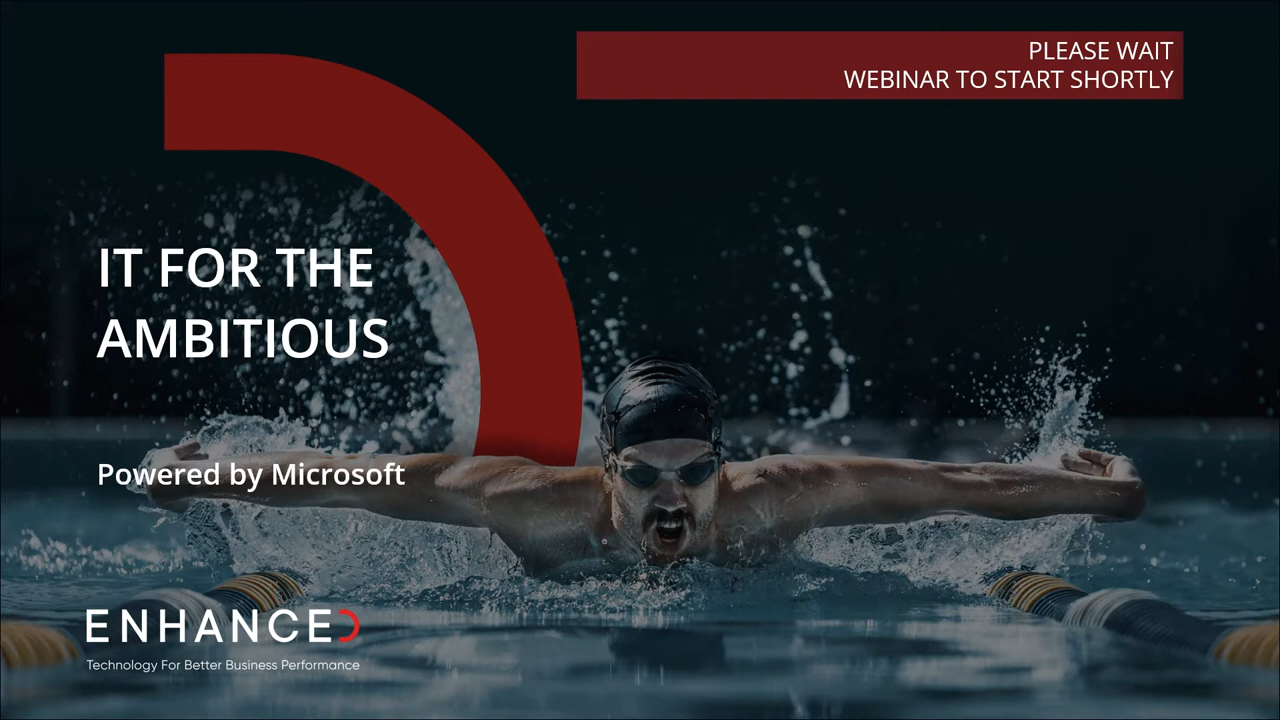 PLEASE WAIT
WEBINAR TO START SHORTLY
IT FOR THE
AMBITIOUS
Powered by Microsoft
ENHANCED
Technology For Better Business Performance